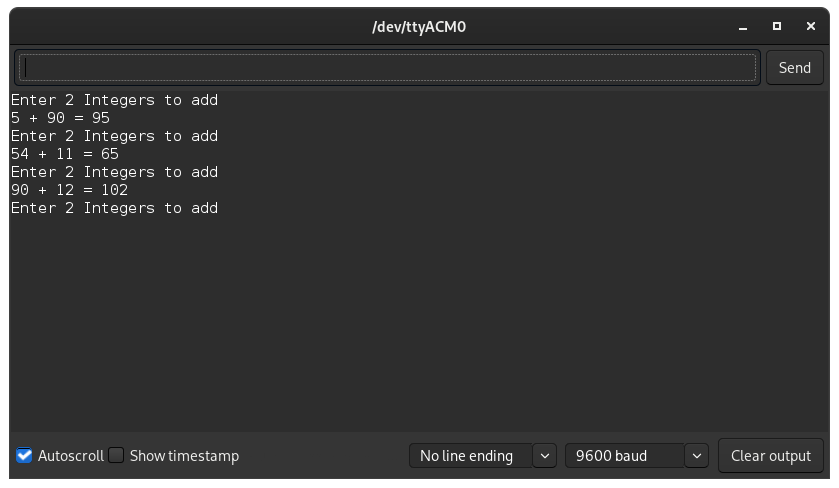 /dev/ttyACM0
Send
Enter 2 Integers to add
5 + 90 = 95
Enter 2 Integers to add
54 + 11 = 65
Enter 2 Integers to add
90 + 12 = 102
Enter 2 Integers to add
Autoscroll Show timestamp No line ending 9600 baud Clear output